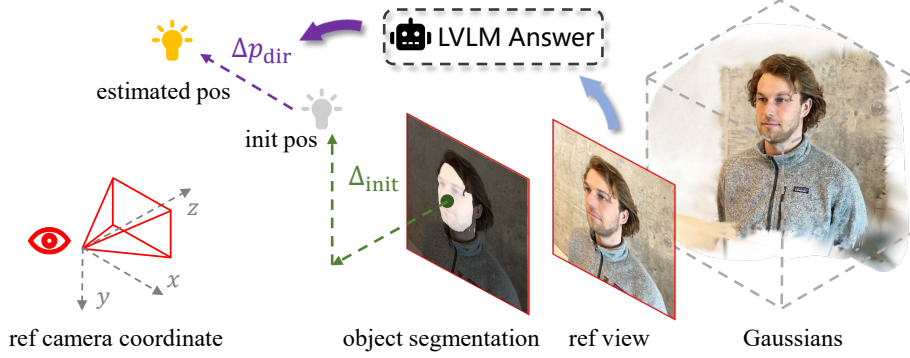 LVLM Answer
Δp_dir
estimated pos
init pos
Δ_init
z
x
y
ref camera coordinate
object segmentation
ref view
Gaussians